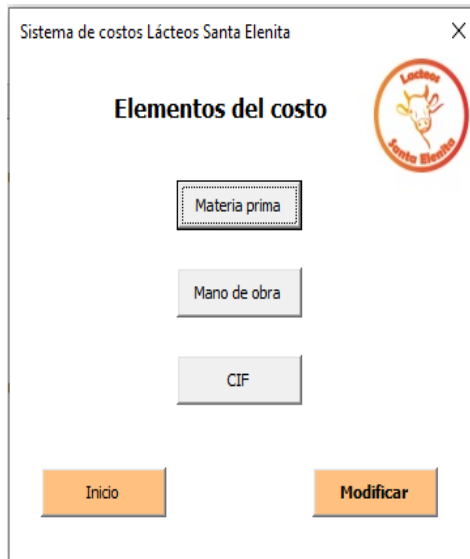 Sistema de costos Lácteos Santa Elenita
X
Lacteos
Elementos del costo
Santa Elenita
Materia prima
Mano de obra
CIF
Inicio
Modificar